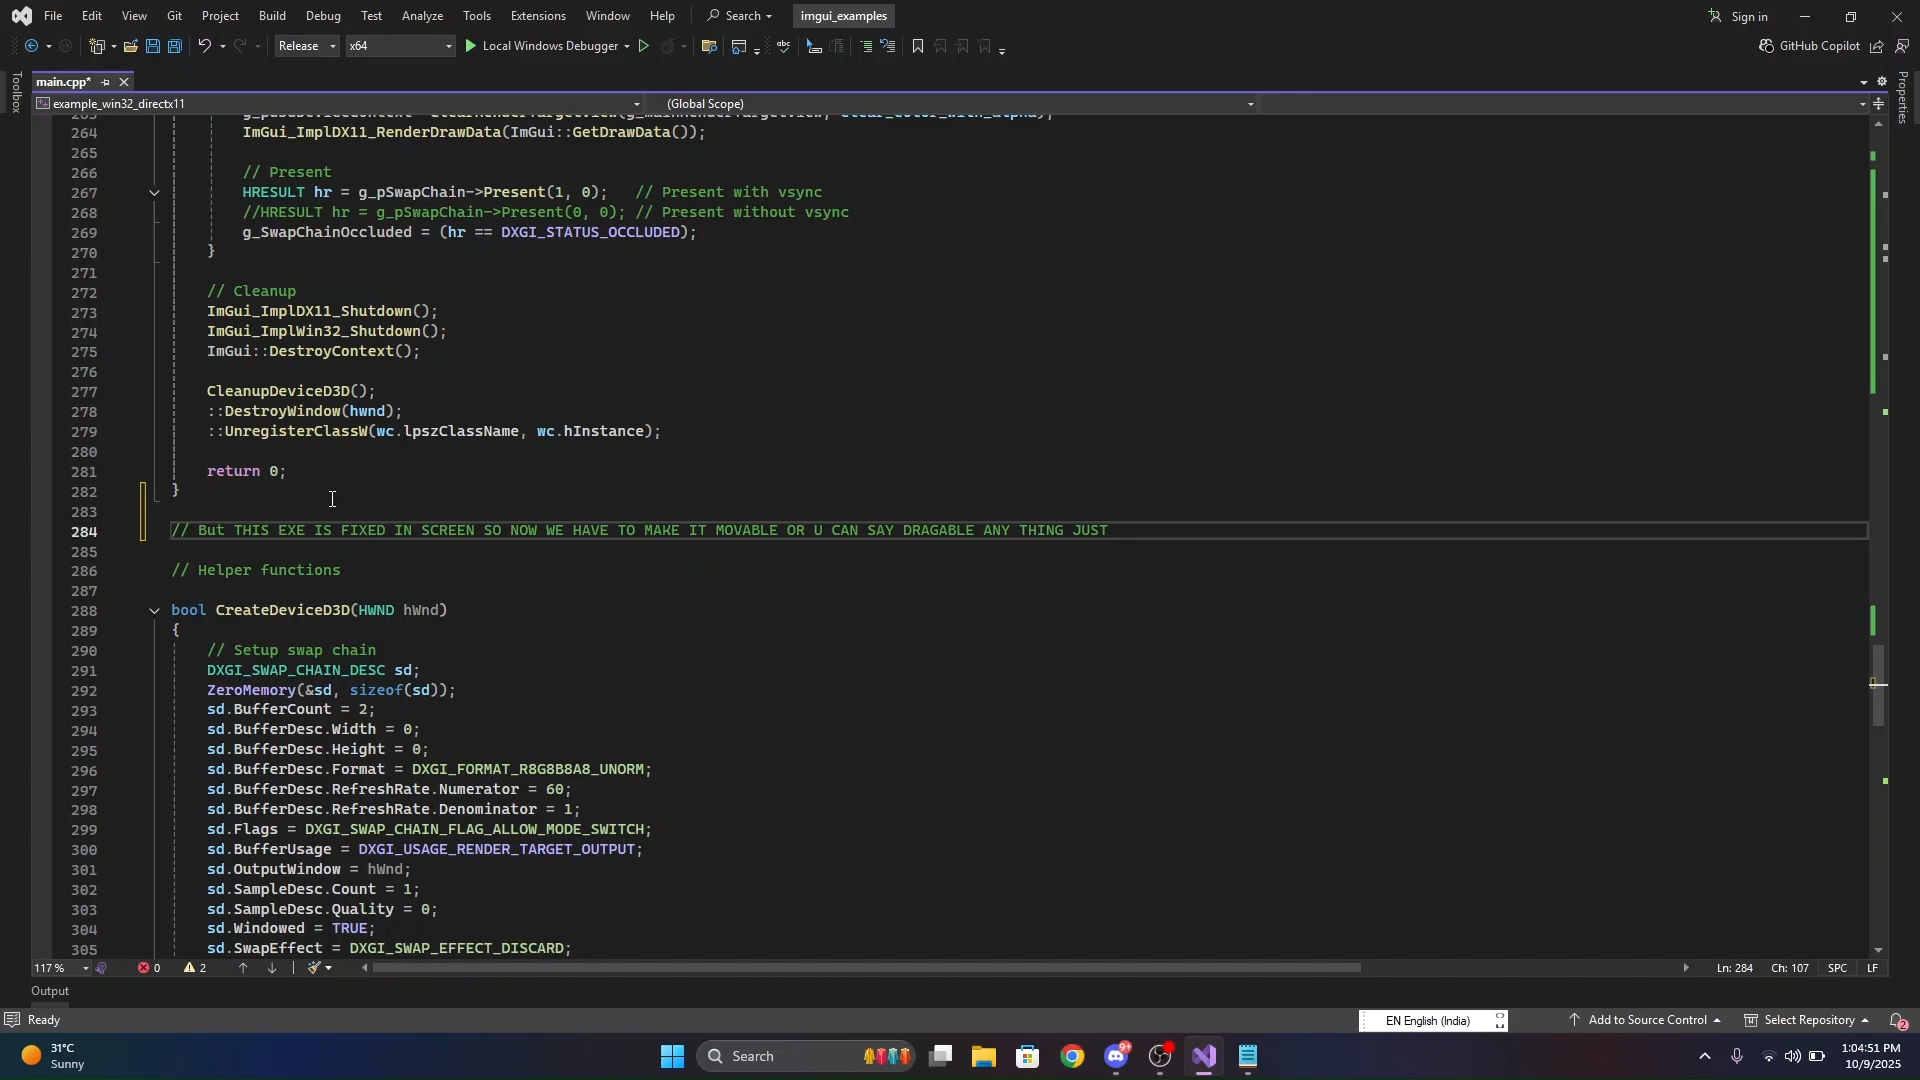 File Edit View Git Project Build Debug Test Analyze Tools Extensions Window Help Search imgui_examples Sign in
Release x64 Local Windows Debugger GitHub Copilot
main.cpp*
Toolbox
Properties
example_win32_directx11 (Global Scope)
264 ImGui_ImplDX11_RenderDrawData(ImGui::GetDrawData());
265
266 // Present
267 HRESULT hr = g_pSwapChain->Present(1, 0);   // Present with vsync
268 //HRESULT hr = g_pSwapChain->Present(0, 0); // Present without vsync
269 g_SwapChainOccluded = (hr == DXGI_STATUS_OCCLUDED);
270 }
271
272 // Cleanup
273 ImGui_ImplDX11_Shutdown();
274 ImGui_ImplWin32_Shutdown();
275 ImGui::DestroyContext();
276
277 CleanupDeviceD3D();
278 ::DestroyWindow(hwnd);
279 ::UnregisterClassW(wc.lpszClassName, wc.hInstance);
280
281 return 0;
282 }
283
284 // But THIS EXE IS FIXED IN SCREEN SO NOW WE HAVE TO MAKE IT MOVABLE OR U CAN SAY DRAGABLE ANY THING JUST
285
286 // Helper functions
287
288 bool CreateDeviceD3D(HWND hWnd)
289 {
290 // Setup swap chain
291 DXGI_SWAP_CHAIN_DESC sd;
292 ZeroMemory(&sd, sizeof(sd));
293 sd.BufferCount = 2;
294 sd.BufferDesc.Width = 0;
295 sd.BufferDesc.Height = 0;
296 sd.BufferDesc.Format = DXGI_FORMAT_R8G8B8A8_UNORM;
297 sd.BufferDesc.RefreshRate.Numerator = 60;
298 sd.BufferDesc.RefreshRate.Denominator = 1;
299 sd.Flags = DXGI_SWAP_CHAIN_FLAG_ALLOW_MODE_SWITCH;
300 sd.BufferUsage = DXGI_USAGE_RENDER_TARGET_OUTPUT;
301 sd.OutputWindow = hWnd;
302 sd.SampleDesc.Count = 1;
303 sd.SampleDesc.Quality = 0;
304 sd.Windowed = TRUE;
305 sd.SwapEffect = DXGI_SWAP_EFFECT_DISCARD;
117 % 0 2 Ln: 284 Ch: 107 SPC LF
Output
Ready EN English (India) Add to Source Control Select Repository 2
31°C
Sunny
Search
9+
1:04:51 PM
10/9/2025